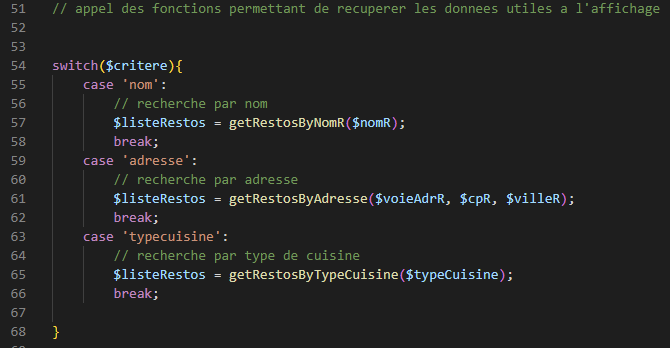 51 // appel des fonctions permettant de recuperer les donnees utiles a l'affichage
52
53
54 switch($critere){
55 case 'nom':
56 // recherche par nom
57 $listeRestos = getRestosByNomR($nomR);
58 break;
59 case 'adresse':
60 // recherche par adresse
61 $listeRestos = getRestosByAdresse($voieAdrR, $cpR, $villeR);
62 break;
63 case 'typecuisine':
64 // recherche par type de cuisine
65 $listeRestos = getRestosByTypeCuisine($typeCuisine);
66 break;
67
68 }